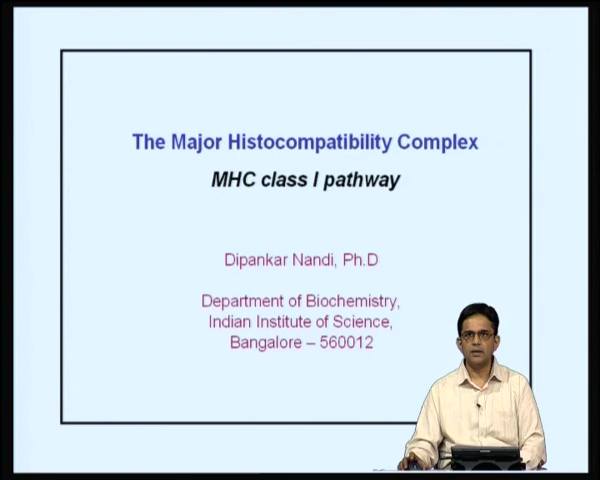 The Major Histocompatibility Complex
MHC class I pathway
Dipankar Nandi, Ph.D
Department of Biochemistry,
Indian Institute of Science,
Bangalore – 560012